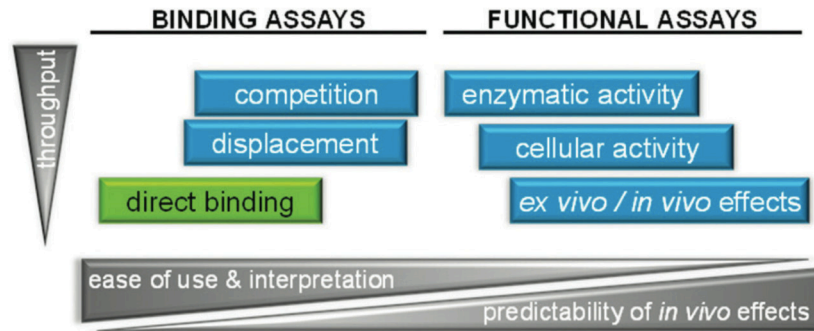 BINDING ASSAYS
FUNCTIONAL ASSAYS
throughput
competition
enzymatic activity
displacement
cellular activity
direct binding
ex vivo / in vivo effects
ease of use & interpretation
predictability of in vivo effects